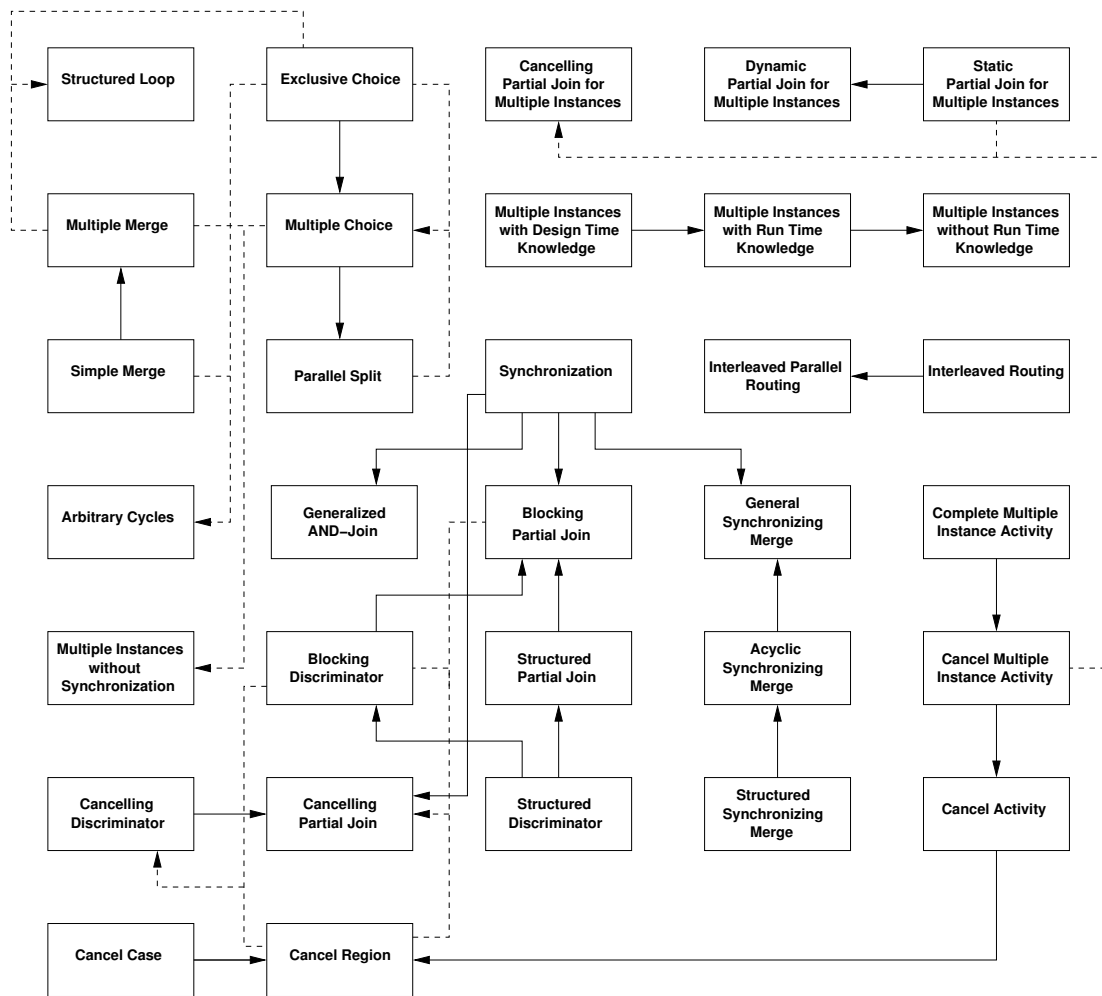 Structured Loop
Exclusive Choice
Cancelling
Partial Join for
Multiple Instances
Dynamic
Partial Join for
Multiple Instances
Static
Partial Join for
Multiple Instances
Multiple Merge
Multiple Choice
Multiple Instances
with Design Time
Knowledge
Multiple Instances
with Run Time
Knowledge
Multiple Instances
without Run Time
Knowledge
Simple Merge
Parallel Split
Synchronization
Interleaved Parallel
Routing
Interleaved Routing
Arbitrary Cycles
Generalized
AND−Join
Blocking
Partial Join
General
Synchronizing
Merge
Complete Multiple
Instance Activity
Multiple Instances
without
Synchronization
Blocking
Discriminator
Structured
Partial Join
Acyclic
Synchronizing
Merge
Cancel Multiple
Instance Activity
Cancelling
Discriminator
Cancelling
Partial Join
Structured
Discriminator
Structured
Synchronizing
Merge
Cancel Activity
Cancel Case
Cancel Region